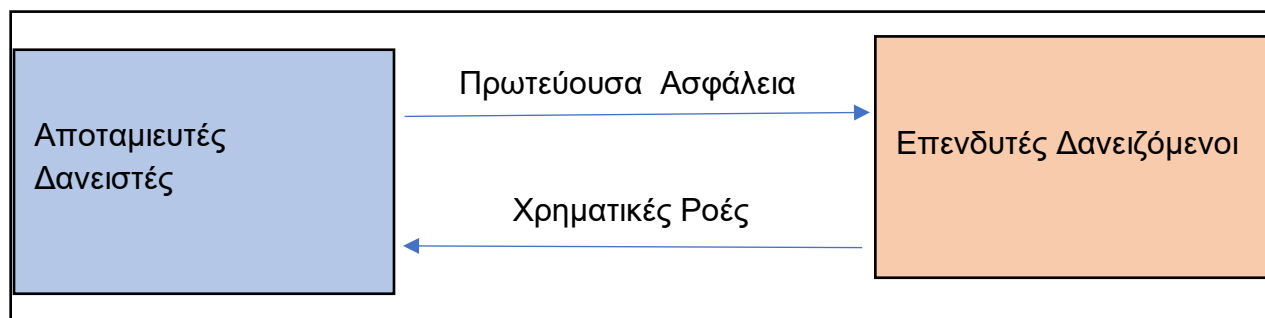 Πρωτεύουσα Ασφάλεια
Αποταμιευτές
Δανειστές
Επενδυτές Δανειζόμενοι
Χρηματικές Ροές